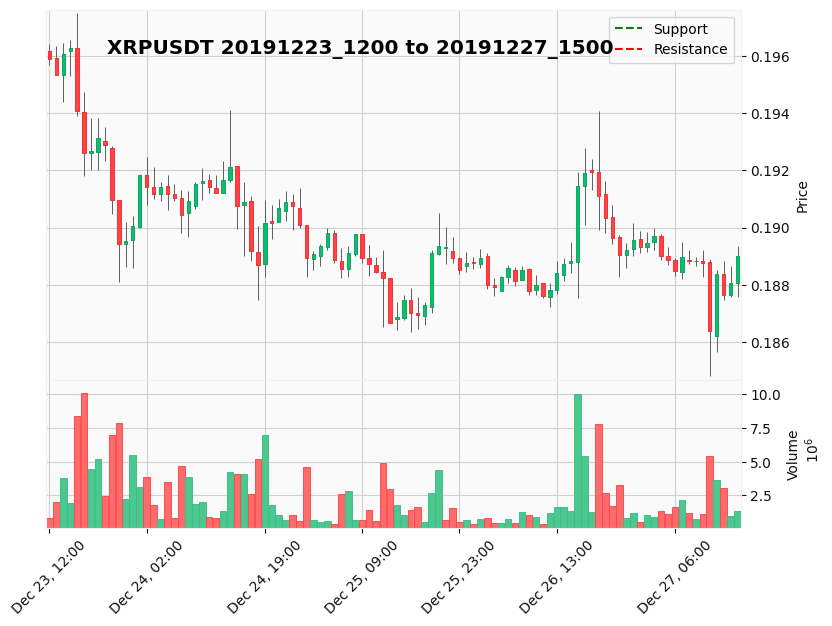 XRPUSDT 20191223_1200 to 20191227_1500
Support
Resistance
0.196
0.194
0.192
0.190
0.188
0.186
Price
10.0
7.5
5.0
2.5
Volume
10^6
Dec 23, 12:00
Dec 24, 02:00
Dec 24, 19:00
Dec 25, 09:00
Dec 25, 23:00
Dec 26, 13:00
Dec 27, 06:00